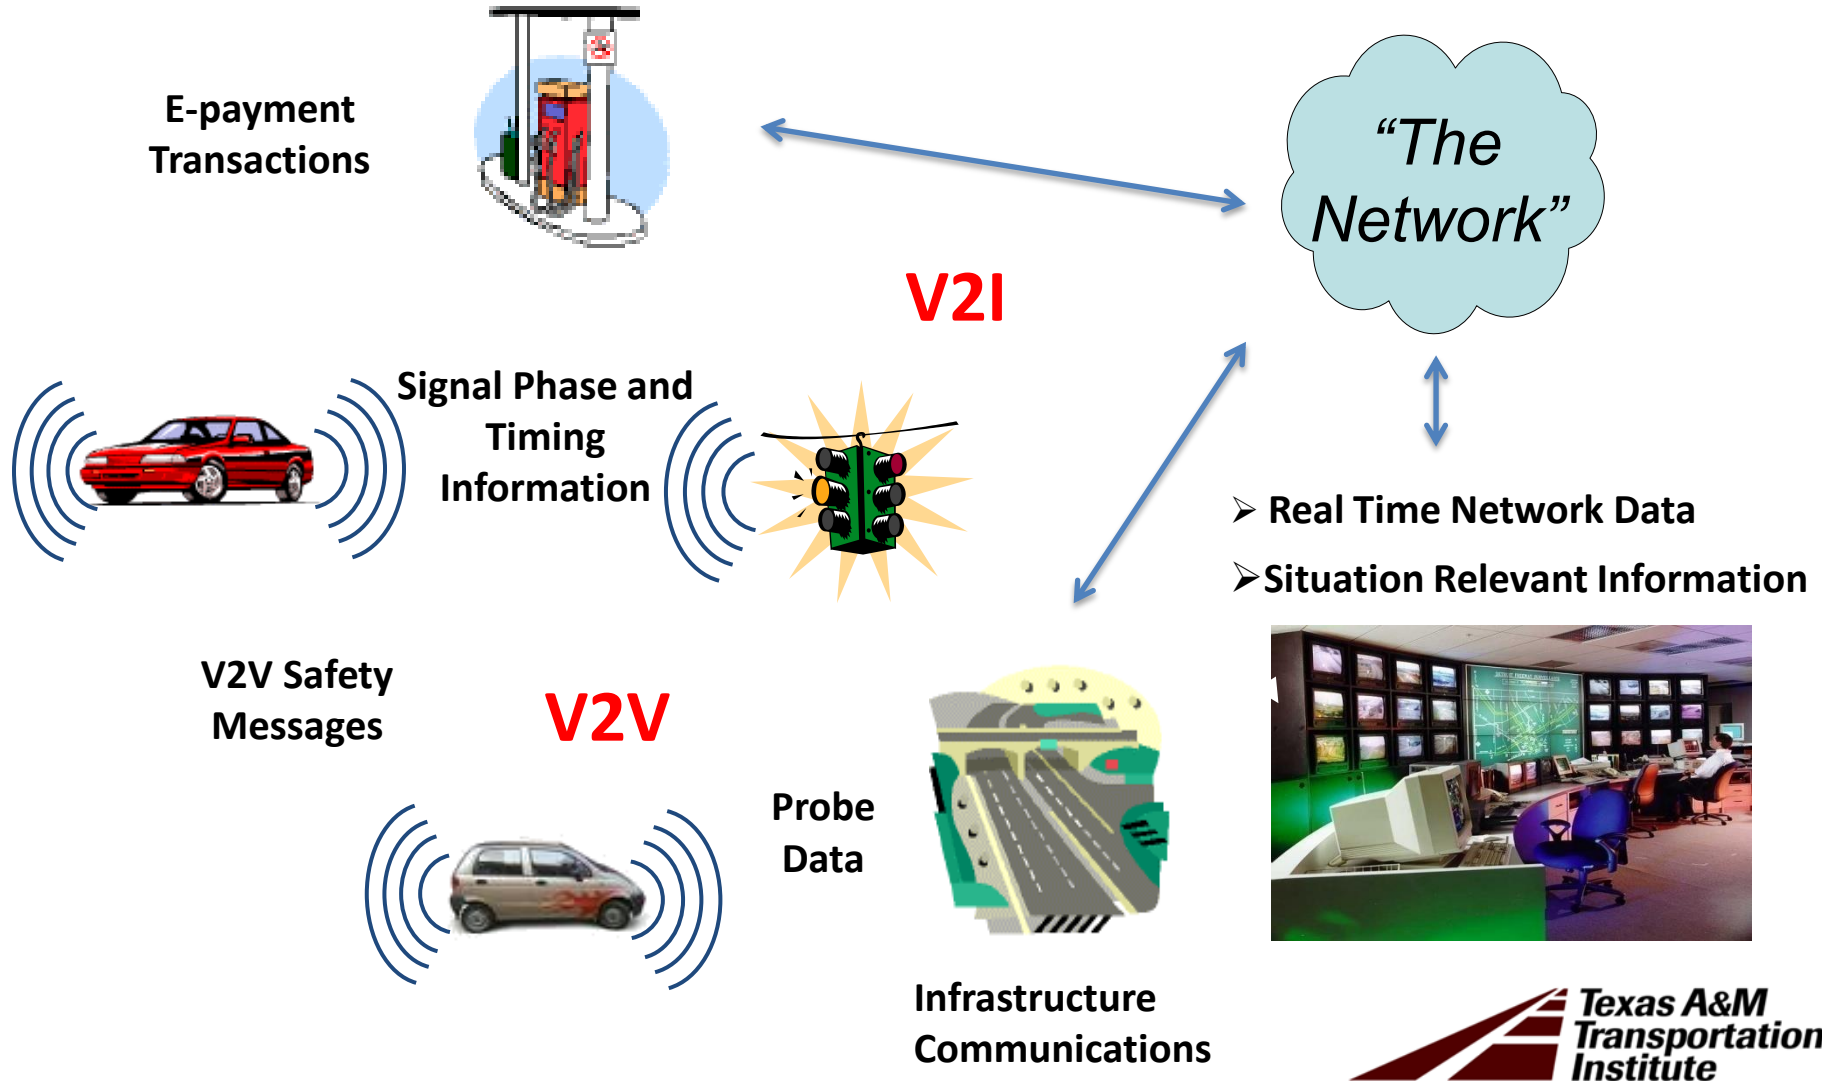 E-payment
Transactions
“The
Network”
V2I
Signal Phase and
Timing
Information
➢ Real Time Network Data
➢Situation Relevant Information
V2V Safety
Messages
V2V
Probe
Data
Infrastructure
Communications
Texas A&M
Transportation
Institute